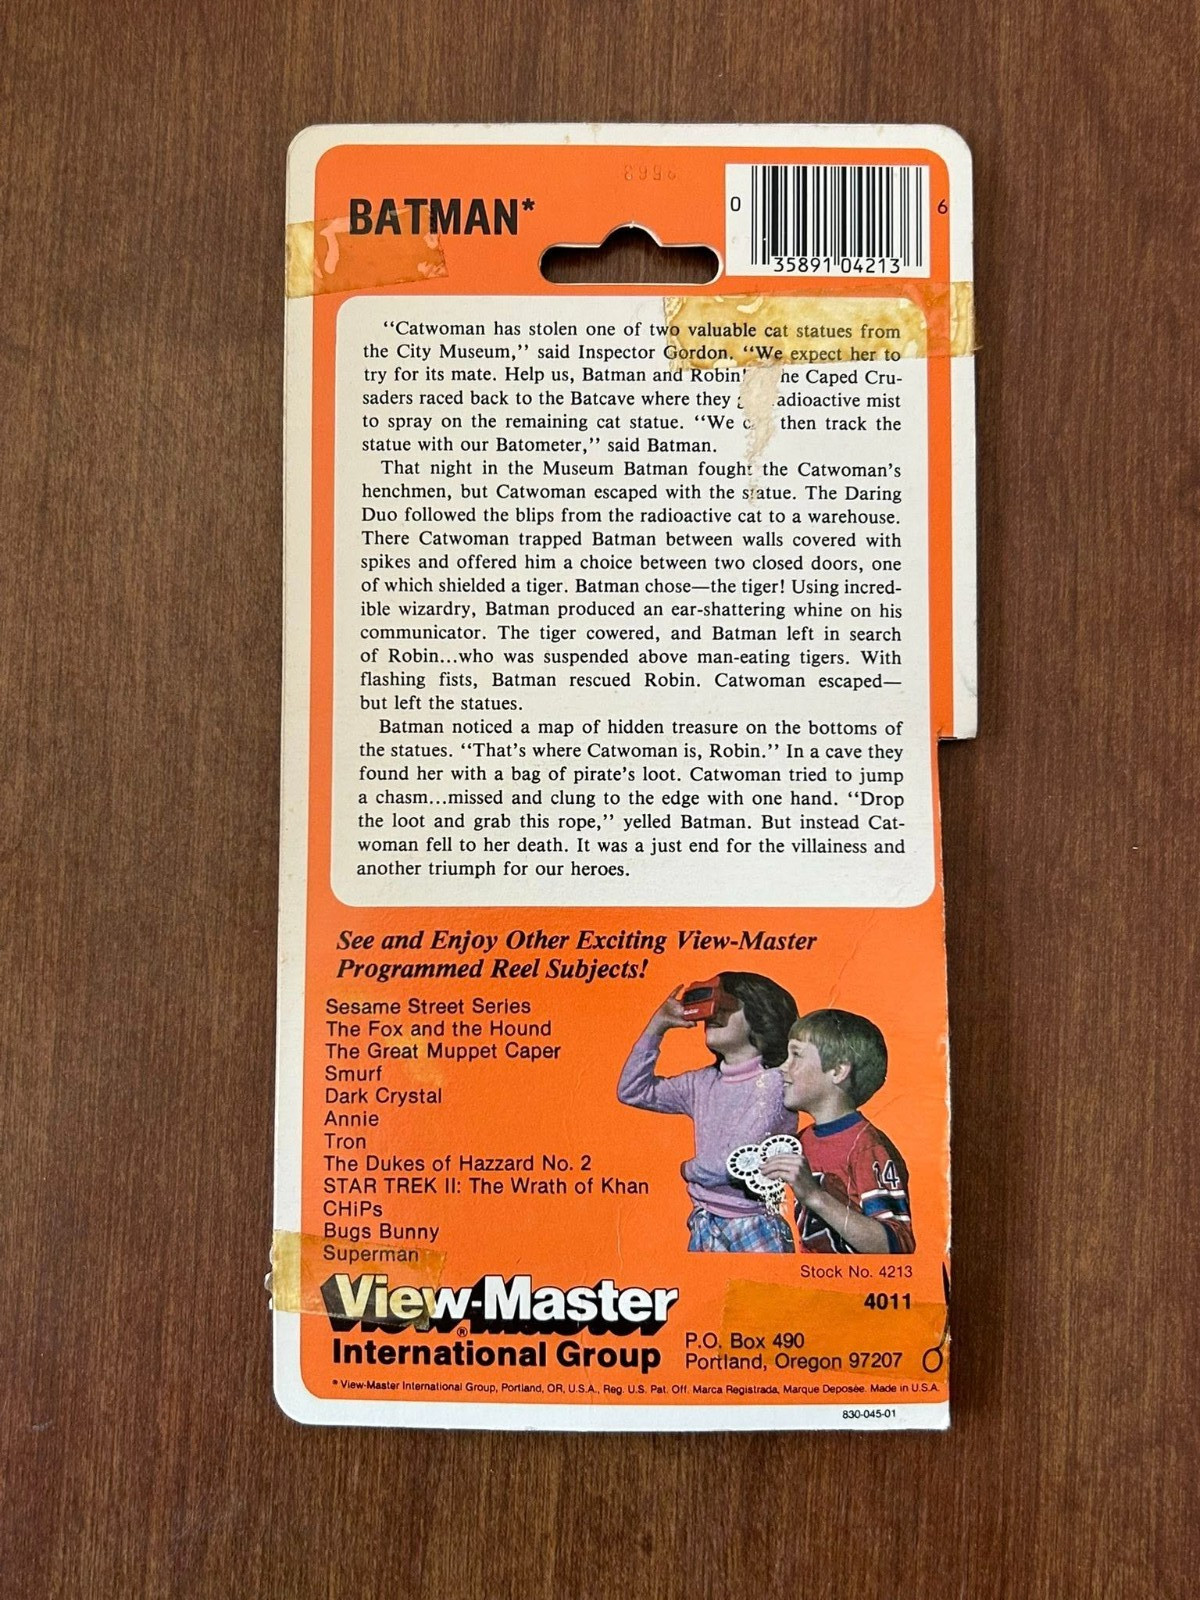 BATMAN*
0 35891 04213 6
"Catwoman has stolen one of two valuable cat statues from
the City Museum," said Inspector Gordon. "We expect her to
try for its mate. Help us, Batman and Robin! he Caped Cru-
saders raced back to the Batcave where they adioactive mist
to spray on the remaining cat statue. "We then track the
statue with our Batometer," said Batman.
That night in the Museum Batman fought the Catwoman's
henchmen, but Catwoman escaped with the statue. The Daring
Duo followed the blips from the radioactive cat to a warehouse.
There Catwoman trapped Batman between walls covered with
spikes and offered him a choice between two closed doors, one
of which shielded a tiger. Batman chose—the tiger! Using incred-
ible wizardry, Batman produced an ear-shattering whine on his
communicator. The tiger cowered, and Batman left in search
of Robin...who was suspended above man-eating tigers. With
flashing fists, Batman rescued Robin. Catwoman escaped—
but left the statues.
Batman noticed a map of hidden treasure on the bottoms of
the statues. "That's where Catwoman is, Robin." In a cave they
found her with a bag of pirate's loot. Catwoman tried to jump
a chasm...missed and clung to the edge with one hand. "Drop
the loot and grab this rope," yelled Batman. But instead Cat-
woman fell to her death. It was a just end for the villainess and
another triumph for our heroes.
See and Enjoy Other Exciting View-Master
Programmed Reel Subjects!
Sesame Street Series
The Fox and the Hound
The Great Muppet Caper
Smurf
Dark Crystal
Annie
Tron
The Dukes of Hazzard No. 2
STAR TREK II: The Wrath of Khan
CHiPs
Bugs Bunny
Superman
14
Stock No. 4213
4011
View-Master®
International Group
P.O. Box 490
Portland, Oregon 97207
* View-Master International Group, Portland, OR, U.S.A., Reg. U.S. Pat. Off. Marca Registrada, Marque Deposée. Made in U.S.A.
830-045-01